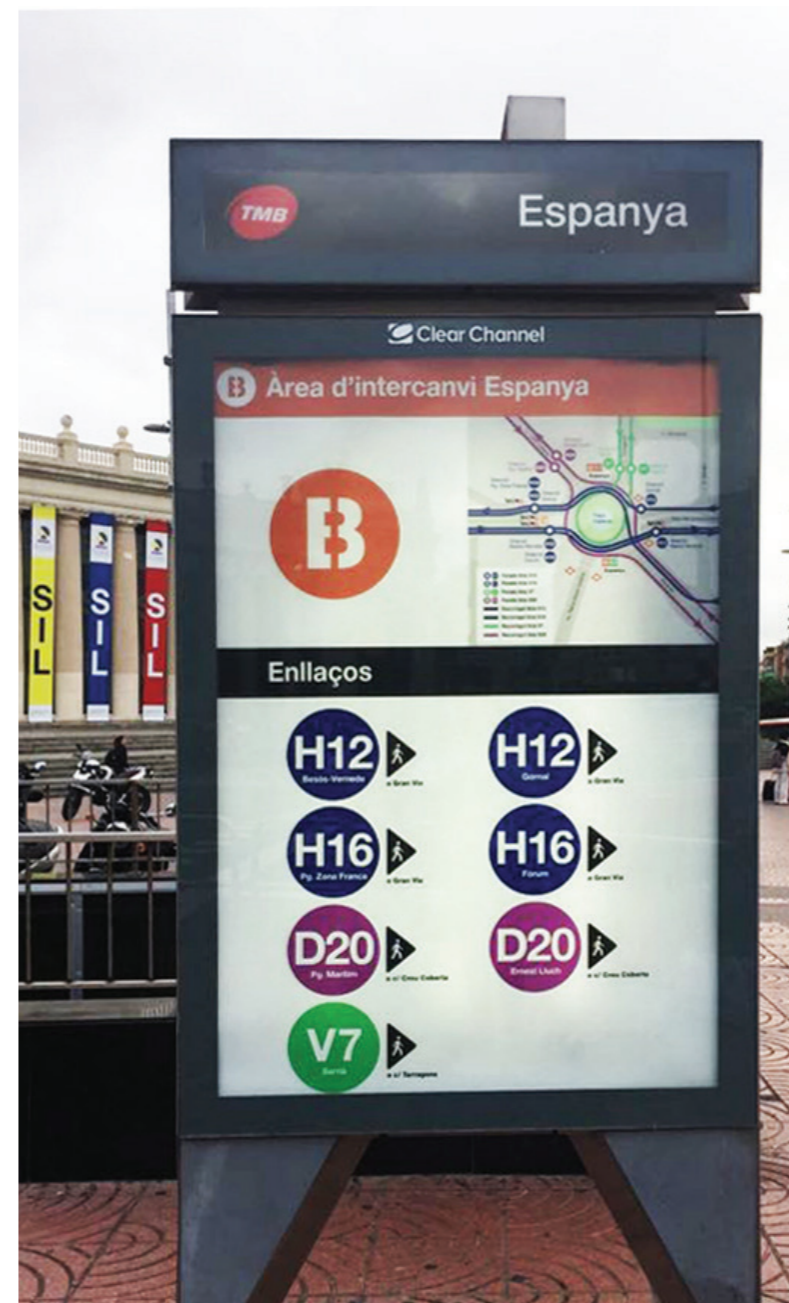 TMB
Espanya
Clear Channel
B Àrea d'intercanvi Espanya
B
Enllaços
SIL
SIL
SIL
H12
Besòs-Verneda
a Gran Via
H12
Gornal
a Gran Via
H16
Pg. Zona Franca
a Gran Via
H16
Fòrum
a Gran Via
D20
Pg. Marítim
a c/ Creu Coberta
D20
Ernest Lluch
a c/ Creu Coberta
V7
Sarrià
a c/ Tarragona